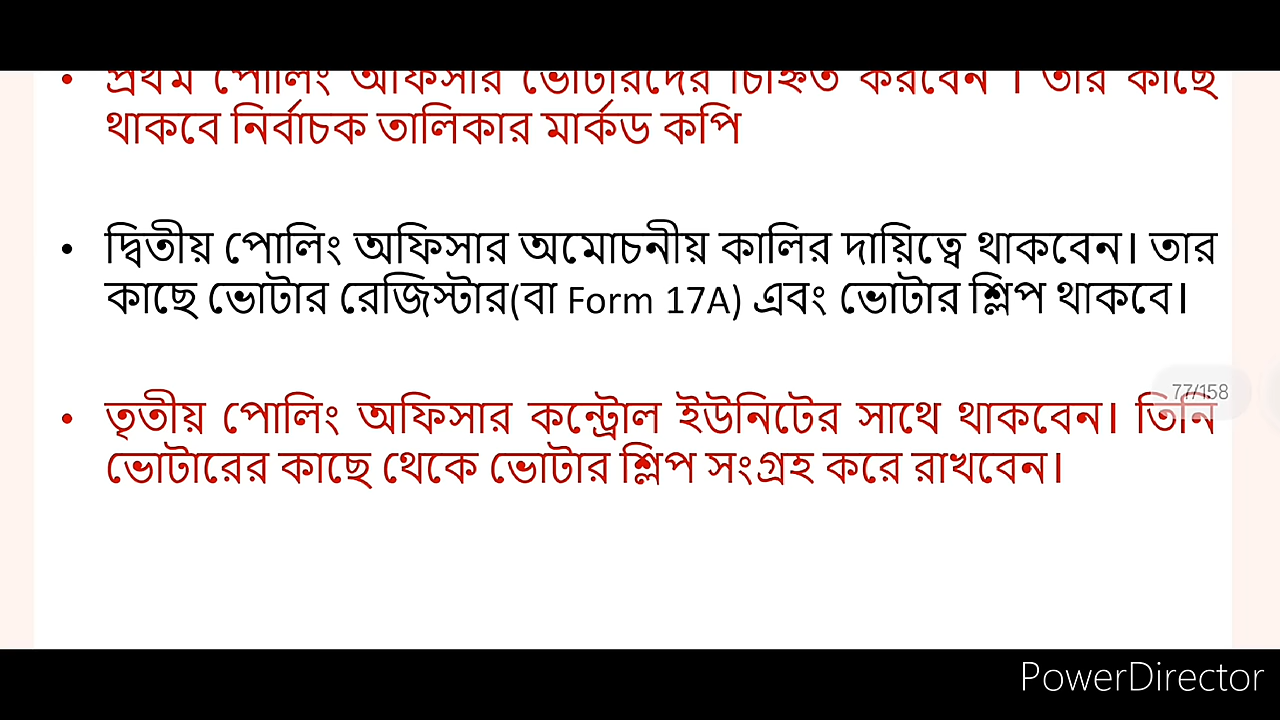 • প্রথম পোলিং অফিসার ভোটারদের চিহ্নিত করবেন । তার কাছে
থাকবে নির্বাচক তালিকার মার্কড কপি
• দ্বিতীয় পোলিং অফিসার অমোচনীয় কালির দায়িত্বে থাকবেন। তার
কাছে ভোটার রেজিস্টার(বা Form 17A) এবং ভোটার স্লিপ থাকবে।
77/158
• তৃতীয় পোলিং অফিসার কন্ট্রোল ইউনিটের সাথে থাকবেন। তিনি
ভোটারের কাছে থেকে ভোটার স্লিপ সংগ্রহ করে রাখবেন।
PowerDirector